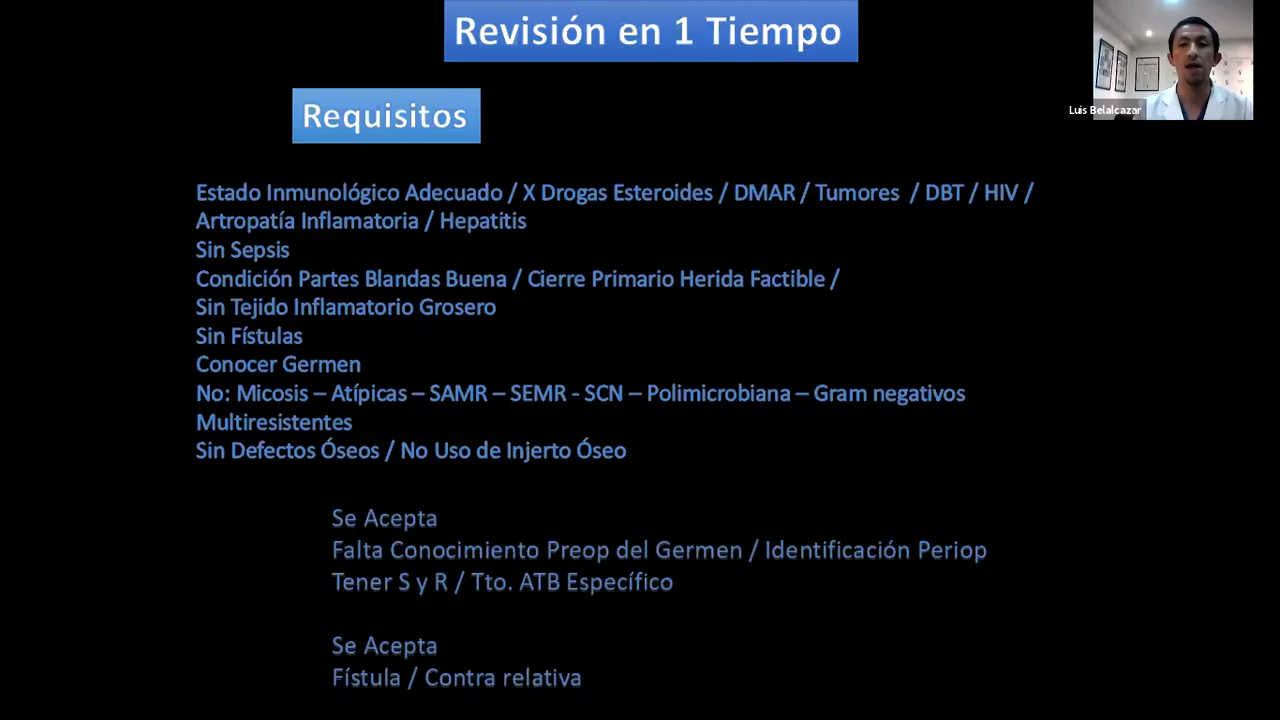 Revisión en 1 Tiempo
Luis Belalcazar
Requisitos
Estado Inmunológico Adecuado / X Drogas Esteroides / DMAR / Tumores / DBT / HIV /
Artropatía Inflamatoria / Hepatitis
Sin Sepsis
Condición Partes Blandas Buena / Cierre Primario Herida Factible /
Sin Tejido Inflamatorio Grosero
Sin Fístulas
Conocer Germen
No: Micosis – Atípicas – SAMR – SEMR - SCN – Polimicrobiana – Gram negativos
Multiresistentes
Sin Defectos Óseos / No Uso de Injerto Óseo
Se Acepta
Falta Conocimiento Preop del Germen / Identificación Periop
Tener S y R / Tto. ATB Específico
Se Acepta
Fístula / Contra relativa